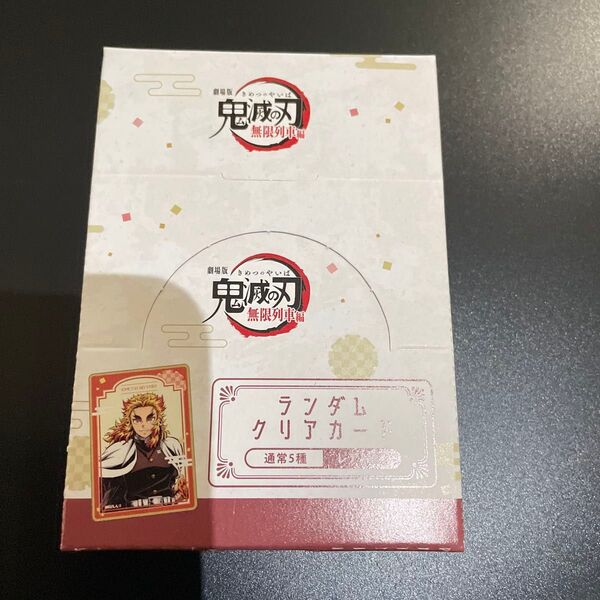 劇場版
きめつのやいば
鬼滅の刃
無限列車編
劇場版
きめつのやいば
鬼滅の刃
無限列車編
ランダム
クリアカード
通常5種